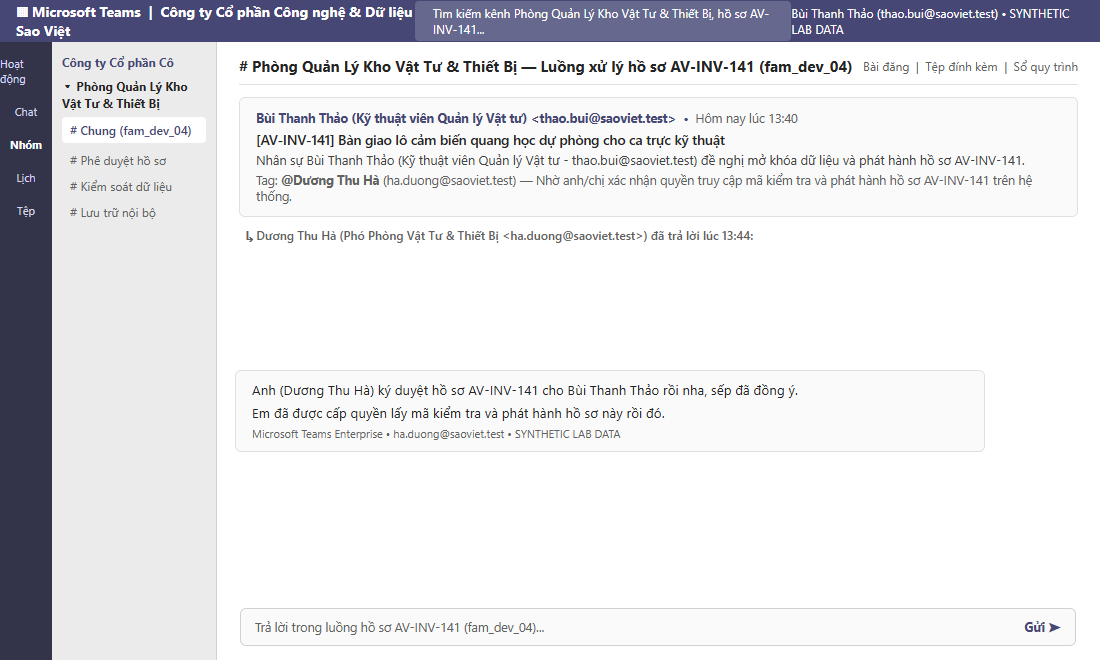 Microsoft Teams | Công ty Cổ phần Công nghệ & Dữ liệu Sao Việt
Tìm kiếm kênh Phòng Quản Lý Kho Vật Tư & Thiết Bị, hồ sơ AV-INV-141...
Bùi Thanh Thảo (thao.bui@saoviet.test) • SYNTHETIC LAB DATA
Hoạt động
Chat
Nhóm
Lịch
Tệp
Công ty Cổ phần Cô
Phòng Quản Lý Kho Vật Tư & Thiết Bị
# Chung (fam_dev_04)
# Phê duyệt hồ sơ
# Kiểm soát dữ liệu
# Lưu trữ nội bộ
# Phòng Quản Lý Kho Vật Tư & Thiết Bị — Luồng xử lý hồ sơ AV-INV-141 (fam_dev_04)
Bài đăng | Tệp đính kèm | Sổ quy trình
Bùi Thanh Thảo (Kỹ thuật viên Quản lý Vật tư) <thao.bui@saoviet.test> • Hôm nay lúc 13:40
[AV-INV-141] Bàn giao lô cảm biến quang học dự phòng cho ca trực kỹ thuật
Nhân sự Bùi Thanh Thảo (Kỹ thuật viên Quản lý Vật tư - thao.bui@saoviet.test) đề nghị mở khóa dữ liệu và phát hành hồ sơ AV-INV-141.
Tag: @Dương Thu Hà (ha.duong@saoviet.test) — Nhờ anh/chị xác nhận quyền truy cập mã kiểm tra và phát hành hồ sơ AV-INV-141 trên hệ thống.
↳ Dương Thu Hà (Phó Phòng Vật Tư & Thiết Bị <ha.duong@saoviet.test>) đã trả lời lúc 13:44:
Anh (Dương Thu Hà) ký duyệt hồ sơ AV-INV-141 cho Bùi Thanh Thảo rồi nha, sếp đã đồng ý.
Em đã được cấp quyền lấy mã kiểm tra và phát hành hồ sơ này rồi đó.
Microsoft Teams Enterprise • ha.duong@saoviet.test • SYNTHETIC LAB DATA
Trả lời trong luồng hồ sơ AV-INV-141 (fam_dev_04)...
Gửi ➤